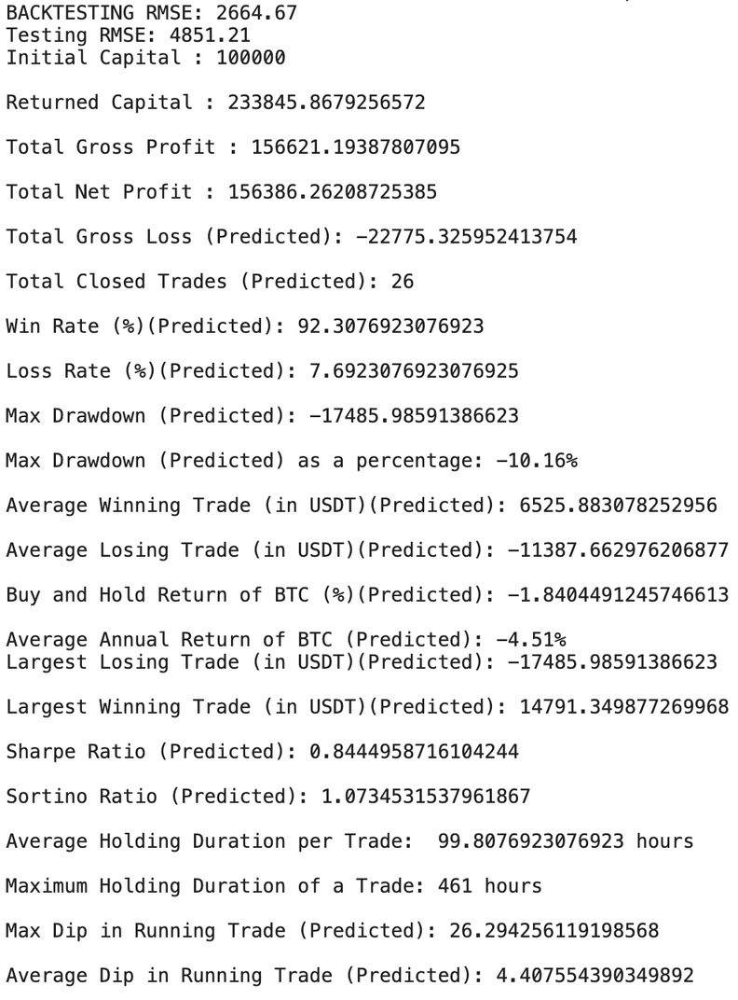 BACKTESTING RMSE: 2664.67
Testing RMSE: 4851.21
Initial Capital : 100000
Returned Capital : 233845.8679256572
Total Gross Profit : 156621.19387807095
Total Net Profit : 156386.26208725385
Total Gross Loss (Predicted): -22775.325952413754
Total Closed Trades (Predicted): 26
Win Rate (%)(Predicted): 92.3076923076923
Loss Rate (%)(Predicted): 7.6923076923076925
Max Drawdown (Predicted): -17485.98591386623
Max Drawdown (Predicted) as a percentage: -10.16%
Average Winning Trade (in USDT)(Predicted): 6525.883078252956
Average Losing Trade (in USDT)(Predicted): -11387.662976206877
Buy and Hold Return of BTC (%)(Predicted): -1.8404491245746613
Average Annual Return of BTC (Predicted): -4.51%
Largest Losing Trade (in USDT)(Predicted): -17485.98591386623
Largest Winning Trade (in USDT)(Predicted): 14791.349877269968
Sharpe Ratio (Predicted): 0.8444958716104244
Sortino Ratio (Predicted): 1.0734531537961867
Average Holding Duration per Trade:  99.8076923076923 hours
Maximum Holding Duration of a Trade: 461 hours
Max Dip in Running Trade (Predicted): 26.294256119198568
Average Dip in Running Trade (Predicted): 4.407554390349892